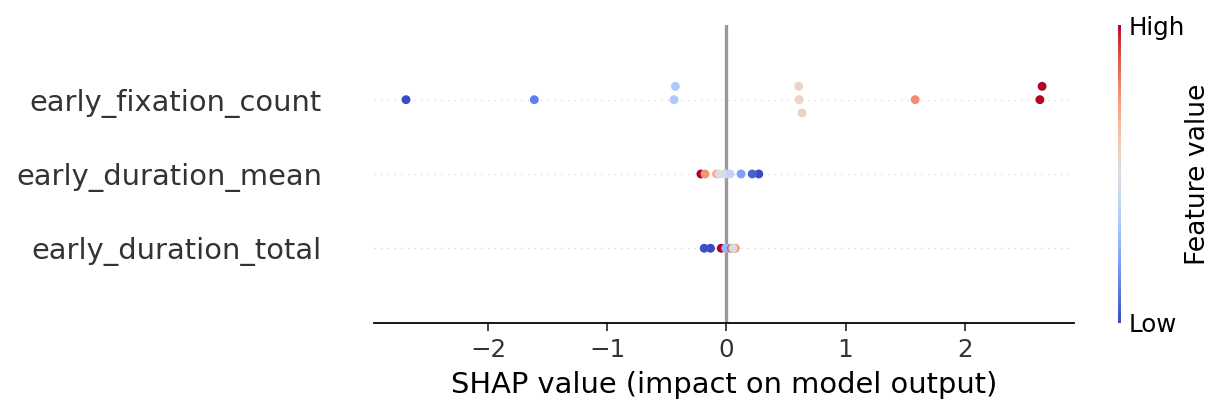 High
early_fixation_count
early_duration_mean
early_duration_total
Feature value
Low
−2 −1 0 1 2
SHAP value (impact on model output)